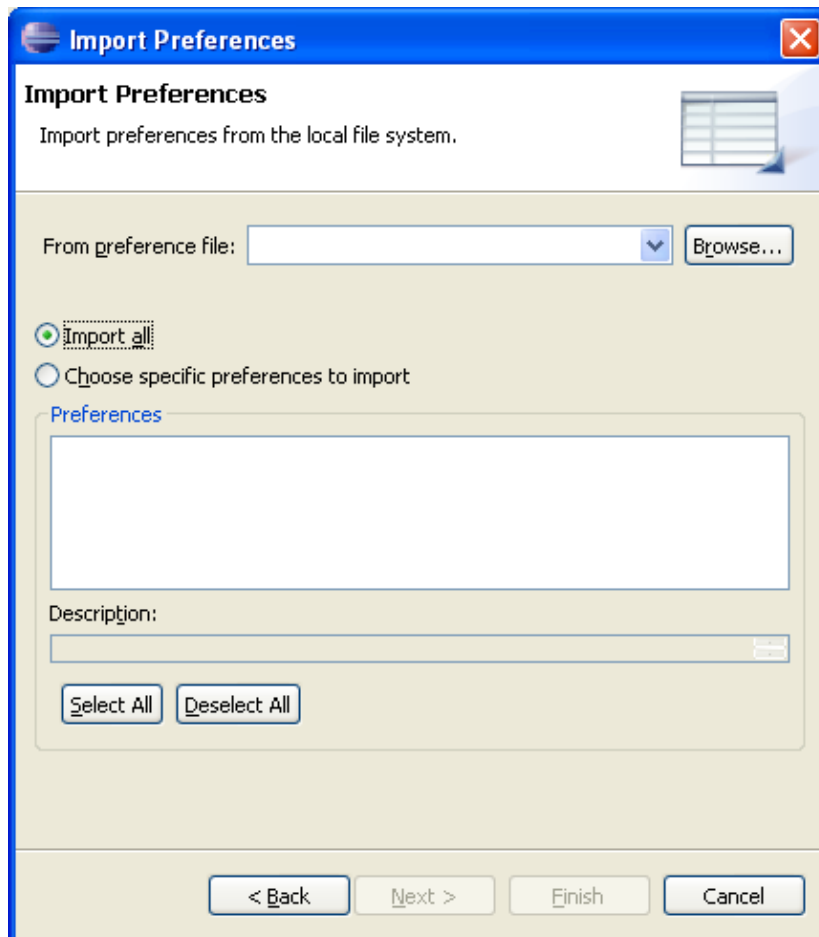 Import Preferences
Import Preferences
Import preferences from the local file system.
From preference file: Browse...
Import all
Choose specific preferences to import
Preferences
Description:
Select All Deselect All
< Back Next > Finish Cancel